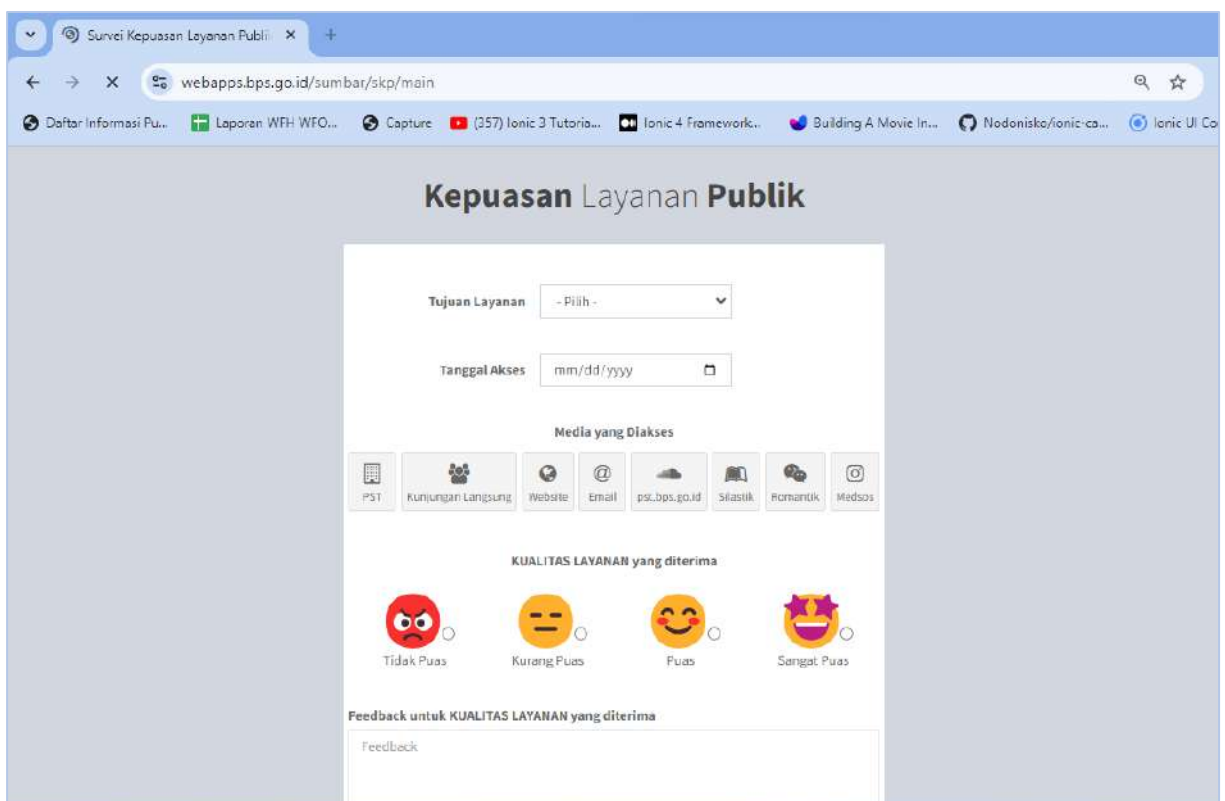 Survei Kepuasan Layanan Publi
webapps.bps.go.id/sumbar/skp/main
Daftar Informasi Pu... Laporan WFH WFO... Capture (357) Ionic 3 Tutoria... Ionic 4 Framework... Building A Movie In... Nodonisko/ionic-ca... Ionic UI Co
Kepuasan Layanan Publik
Tujuan Layanan - Pilih -
Tanggal Akses mm/dd/yyyy
Media yang Diakses
PST Kunjungan Langsung Website Email pst.bps.go.id Silastik Romantik Medsos
KUALITAS LAYANAN yang diterima
Tidak Puas Kurang Puas Puas Sangat Puas
Feedback untuk KUALITAS LAYANAN yang diterima
Feedback